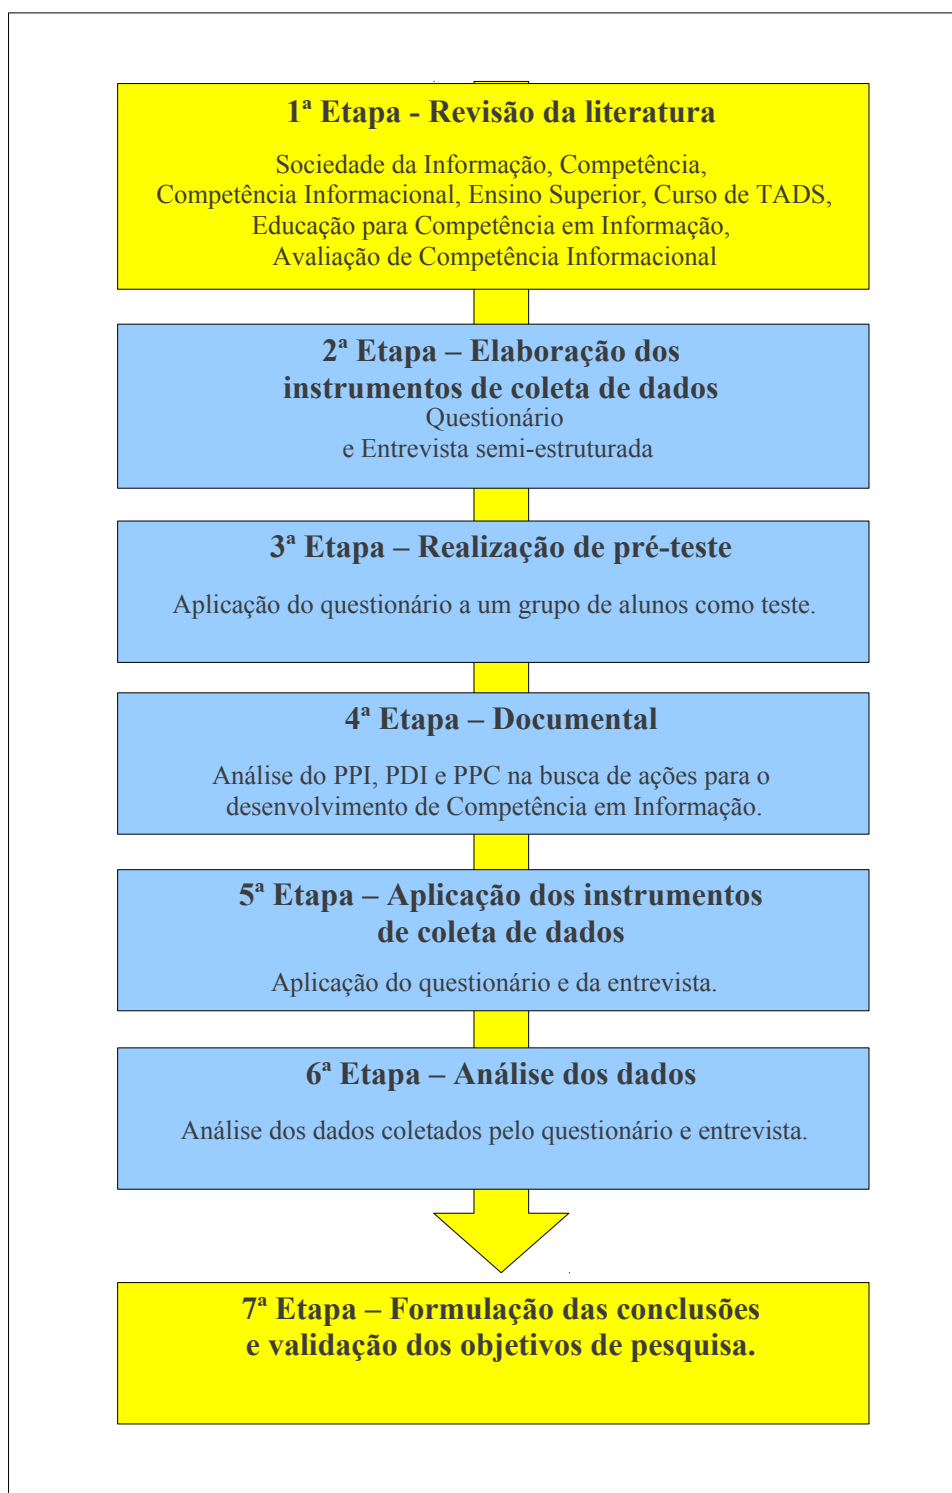 1ª Etapa - Revisão da literatura
Sociedade da Informação, Competência,
Competência Informacional, Ensino Superior, Curso de TADS,
Educação para Competência em Informação,
Avaliação de Competência Informacional
2ª Etapa – Elaboração dos
instrumentos de coleta de dados
Questionário
e Entrevista semi-estruturada
3ª Etapa – Realização de pré-teste
Aplicação do questionário a um grupo de alunos como teste.
4ª Etapa – Documental
Análise do PPI, PDI e PPC na busca de ações para o
desenvolvimento de Competência em Informação.
5ª Etapa – Aplicação dos instrumentos
de coleta de dados
Aplicação do questionário e da entrevista.
6ª Etapa – Análise dos dados
Análise dos dados coletados pelo questionário e entrevista.
7ª Etapa – Formulação das conclusões
e validação dos objetivos de pesquisa.